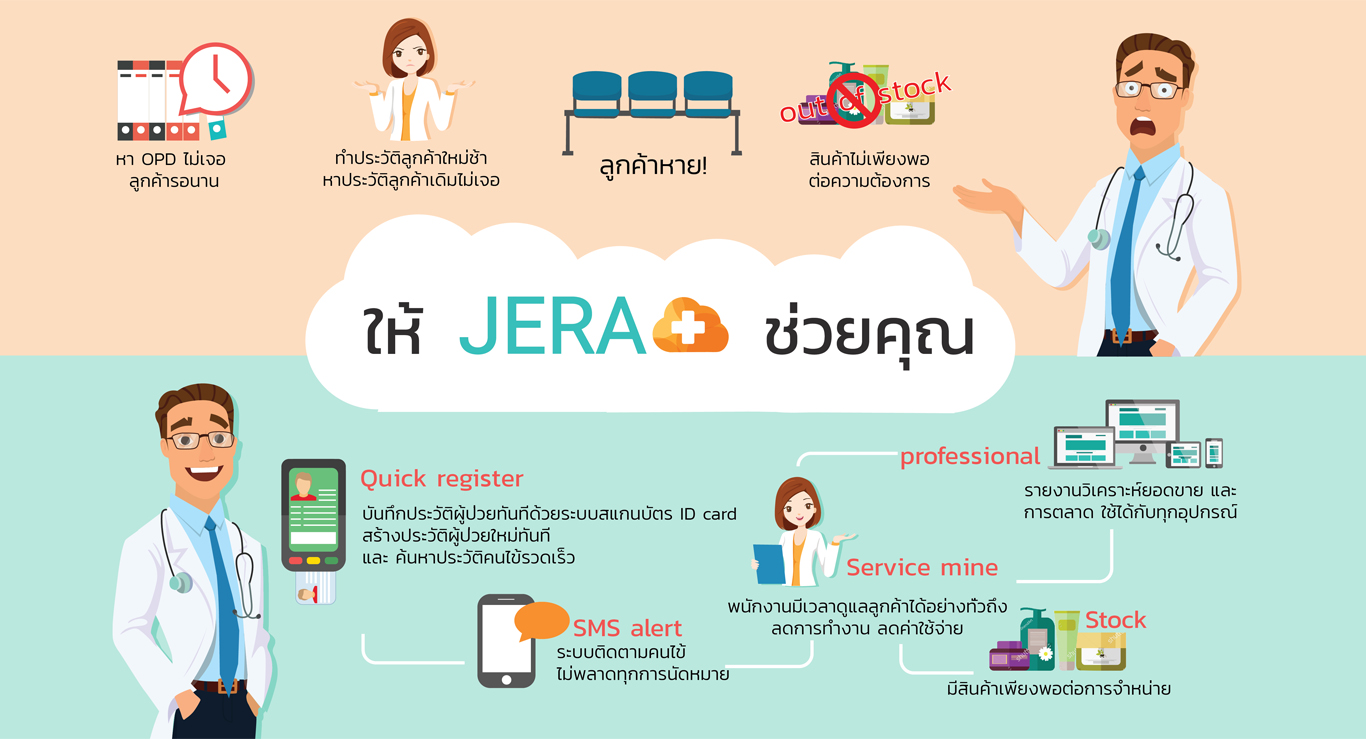 หา OPD ไม่เจอ
ลูกค้ารอนาน
ทำประวัติลูกค้าใหม่ช้า
หาประวัติลูกค้าเดิมไม่เจอ
ลูกค้าหาย!
out of stock
สินค้าไม่เพียงพอ
ต่อความต้องการ
ให้ JERA ช่วยคุณ
Quick register
บันทึกประวัติผู้ป่วยทันทีด้วยระบบสแกนบัตร ID card
สร้างประวัติผู้ป่วยใหม่ทันที
และ ค้นหาประวัติคนไข้รวดเร็ว
SMS alert
ระบบติดตามคนไข้
ไม่พลาดทุกการนัดหมาย
professional
รายงานวิเคราะห์ยอดขาย และ
การตลาด ใช้ได้กับทุกอุปกรณ์
Service mine
พนักงานมีเวลาดูแลลูกค้าได้อย่างทั่วถึง
ลดการทำงาน ลดค่าใช้จ่าย
Stock
มีสินค้าเพียงพอต่อการจำหน่าย